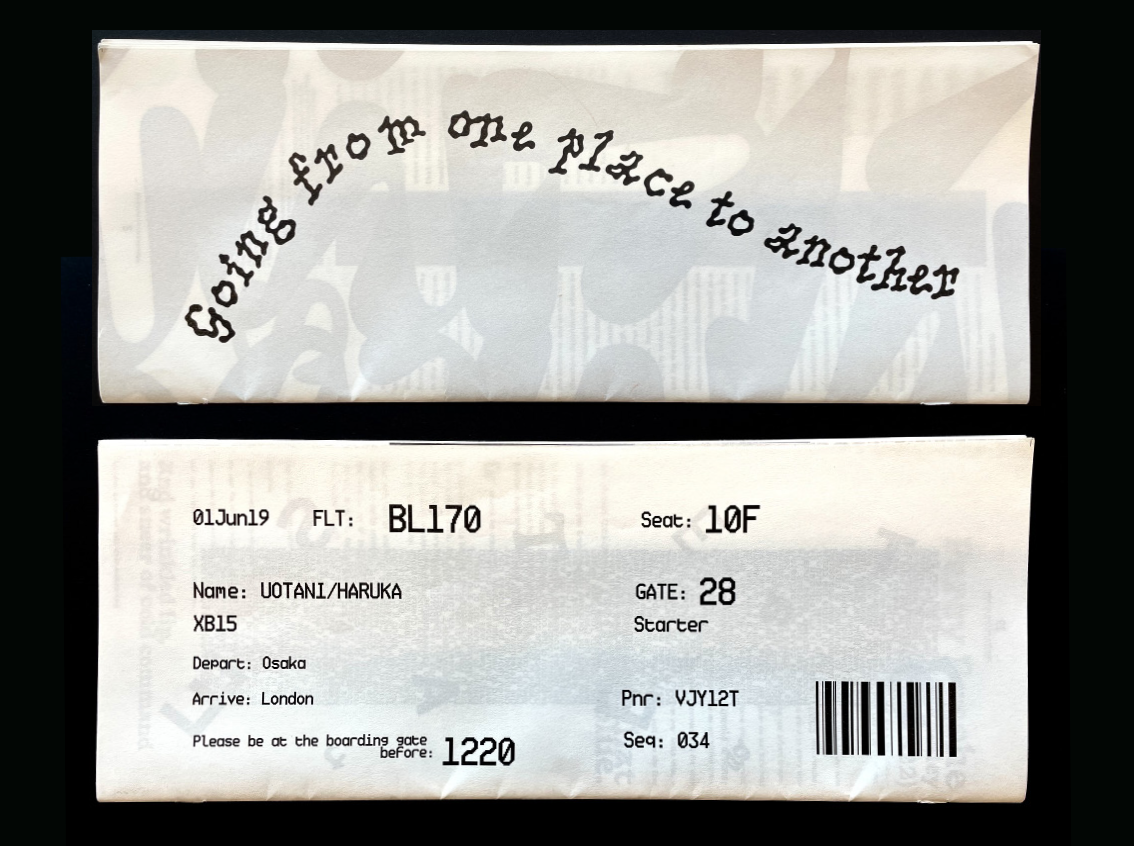 Going from one place to another
01Jun19 FLT: BL170 Seat: 10F
Name: UOTANI/HARUKA GATE: 28
XB15 Starter
Depart: Osaka
Arrive: London Pnr: VJY12T
Please be at the boarding gate
before: 1220 Seq: 034